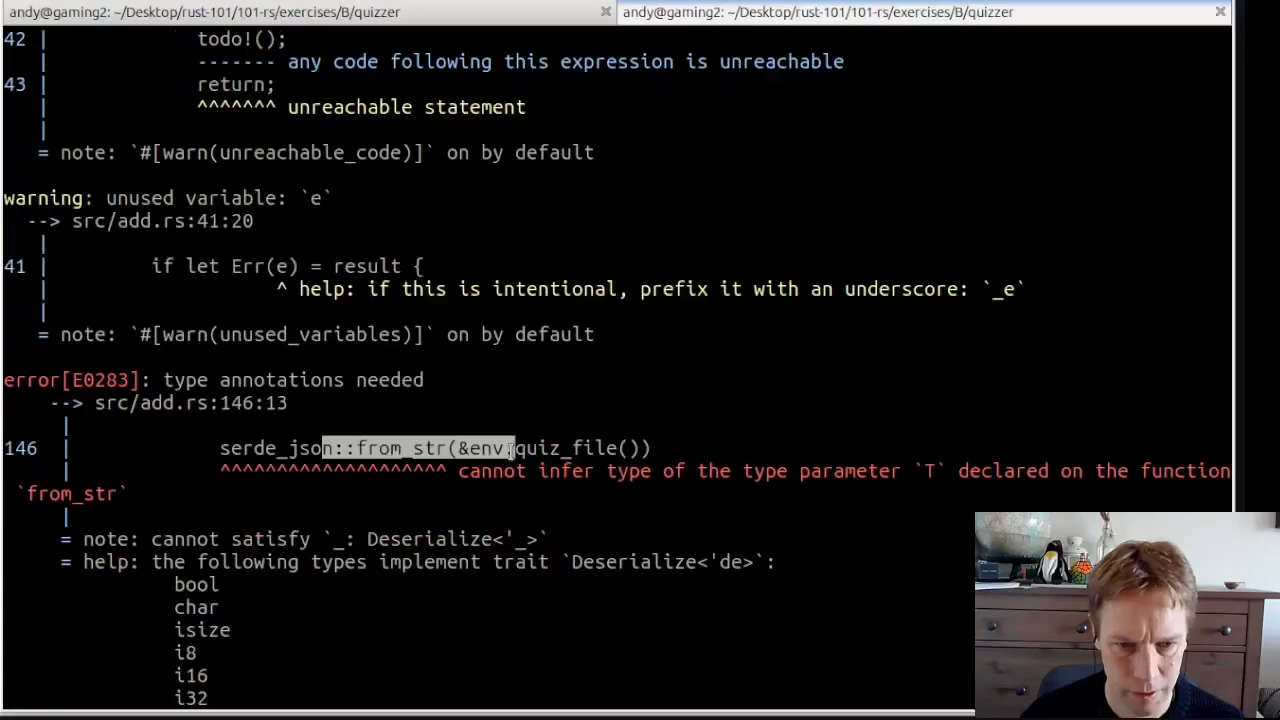 andy@gaming2: ~/Desktop/rust-101/101-rs/exercises/B/quizzer
andy@gaming2: ~/Desktop/rust-101/101-rs/exercises/B/quizzer
42 | todo!();
| ------- any code following this expression is unreachable
43 | return;
| ^^^^^^^ unreachable statement
|
= note: `#[warn(unreachable_code)]` on by default
warning: unused variable: `e`
--> src/add.rs:41:20
|
41 | if let Err(e) = result {
| ^ help: if this is intentional, prefix it with an underscore: `_e`
|
= note: `#[warn(unused_variables)]` on by default
error[E0283]: type annotations needed
--> src/add.rs:146:13
|
146 | serde_json::from_str(&env.quiz_file())
| ^^^^^^^^^^^^^^^^^^^^ cannot infer type of the type parameter `T` declared on the function
`from_str`
|
= note: cannot satisfy `_: Deserialize<'_>`
= help: the following types implement trait `Deserialize<'de>`:
bool
char
isize
i8
i16
i32